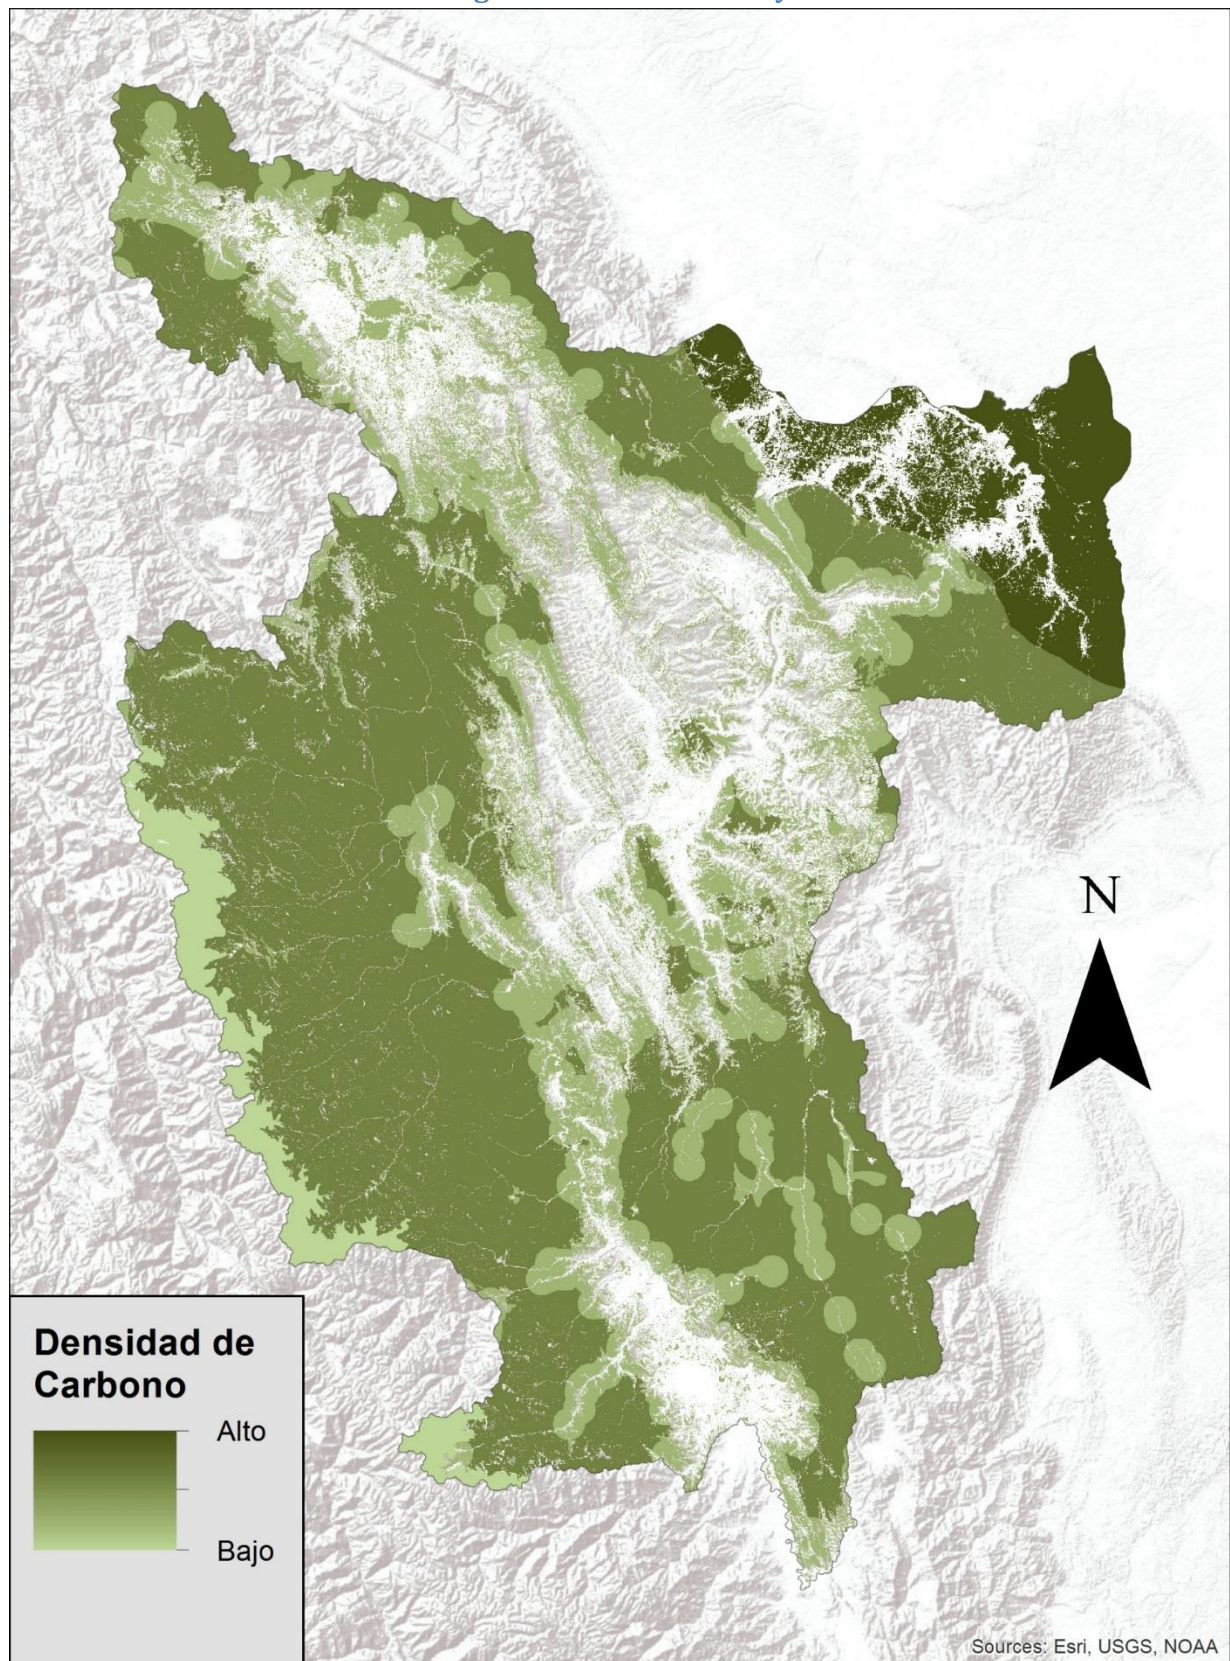 N
Densidad de
Carbono
Alto
Bajo
Sources: Esri, USGS, NOAA